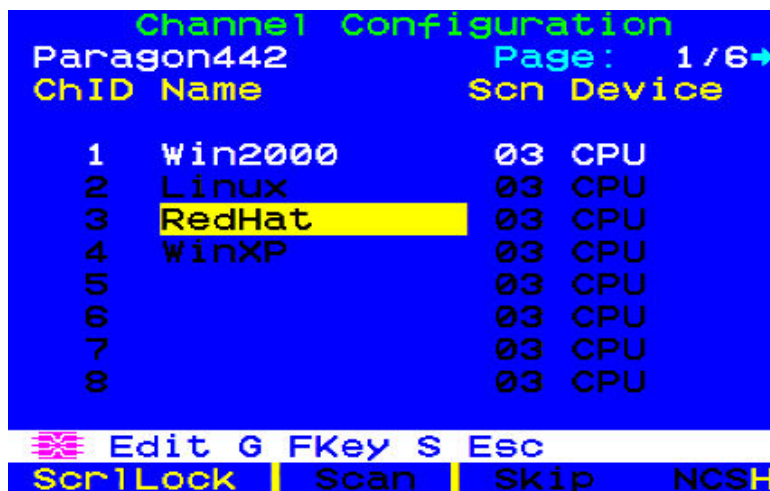 Channel Configuration
Paragon442 Page: 1/6→
ChID Name Scn Device
1 Win2000 03 CPU
2 Linux 03 CPU
3 RedHat 03 CPU
4 WinXP 03 CPU
5 03 CPU
6 03 CPU
7 03 CPU
8 03 CPU
Edit G FKey S Esc
ScrlLock Scan Skip NCSH